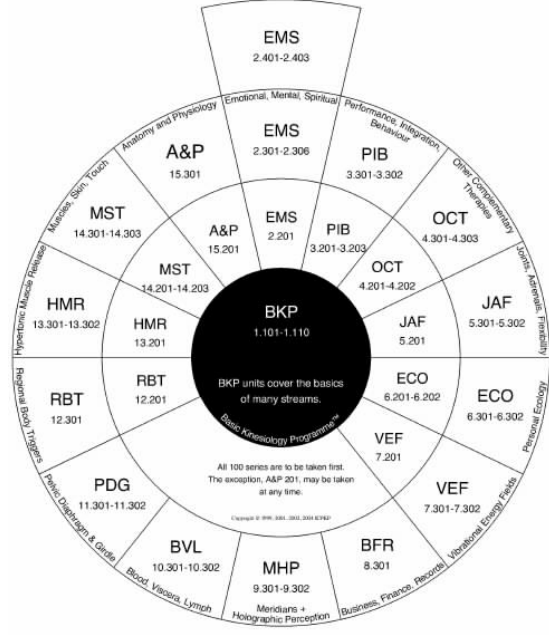 EMS
2.401-2.403
Emotional, Mental, Spiritual
EMS
2.301-2.306
Performance, Integration,
Behaviour
PIB
3.301-3.302
Other Complementary
Therapies
OCT
4.301-4.303
Joints, Adrenals, Flexibility
JAF
5.301-5.302
Personal Ecology
ECO
6.301-6.302
Vibrational Energy Fields
VEF
7.301-7.302
Business, Finance, Records
BFR
8.301
MHP
9.301-9.302
Meridians +
Holographic Perception
BVL
10.301-10.302
Blood, Viscera, Lymph
PDG
11.301-11.302
Pelvic Diaphragm & Girdle
RBT
12.301
Regional Body Triggers
HMR
13.301-13.302
Hypertonic Muscle Release
MST
14.301-14.303
Muscles, Skin, Touch
A&P
15.301
Anatomy and Physiology
EMS
2.201
PIB
3.201-3.203
OCT
4.201-4.202
JAF
5.201
ECO
6.201-6.202
VEF
7.201
RBT
12.201
HMR
13.201
MST
14.201-14.203
A&P
15.201
BKP
1.101-1.110
BKP units cover the basics
of many streams.
Basic Kinesiology Programme™
All 100 series are to be taken first.
The exception, A&P 201, may be taken
at any time.
Copyright © 1999, 2001, 2003, 2004 ICPKP